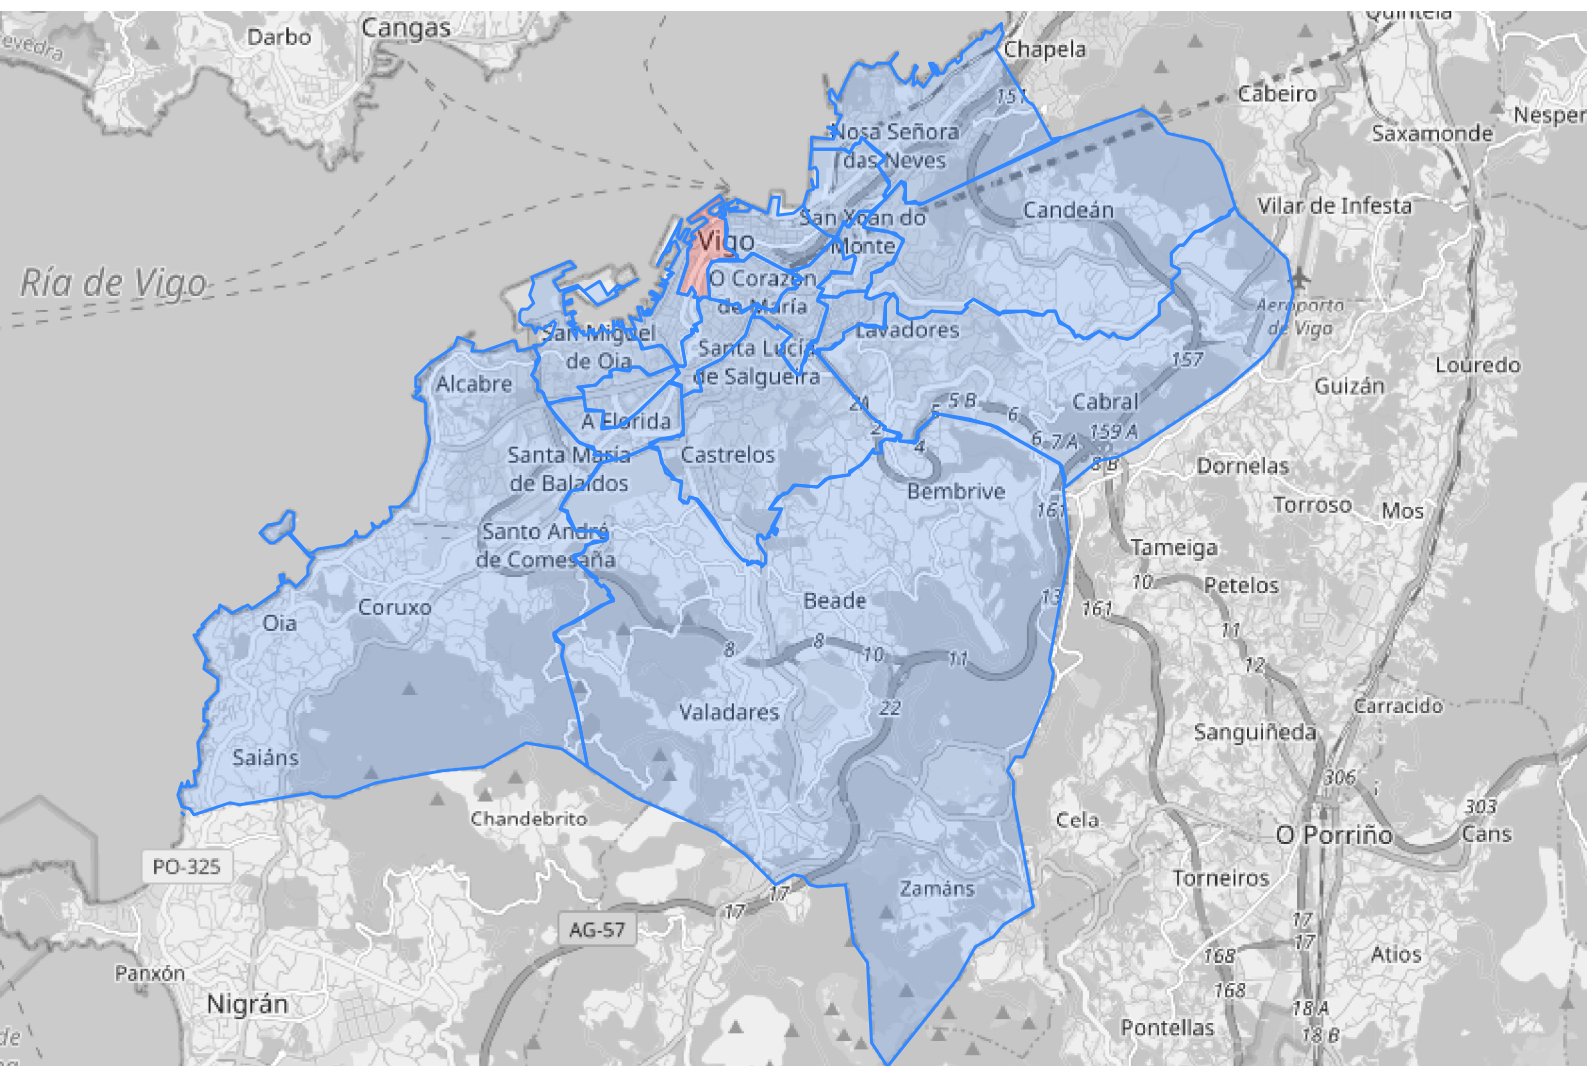 Quintela
Cangas
Darbo
Chapela
151
Cabeiro
Nesper
Saxamonde
Nosa Señora
das Neves
Candeán
Vilar de Infesta
San Xoan do
Monte
Vigo
O Corazón
de María
Ría de Vigo
Aeroporto
de Vigo
San Miguel
de Oia
Lavadores
Santa Lucía
de Salgueira
157
Louredo
Alcabre
Guizán
2A
5 B
Cabral
5
6
A Florida
2
6
7A
159 A
4
Santa María
de Balaídos
Castrelos
8 B
Dornelas
Bembrive
Torroso
Mos
161
Santo André
de Comesaña
Tameiga
10
Petelos
Coruxo
Beade
13
161
Oia
11
8
8
10
11
12
Valadares
22
Carracido
Sanguiñeda
Saiáns
306
303
Chandebrito
Cela
O Porriño
Cans
PO-325
Zamáns
Torneiros
17
17
17
AG-57
17
168
Atios
Panxón
168
Nigrán
18 A
Pontellas
18 B
de